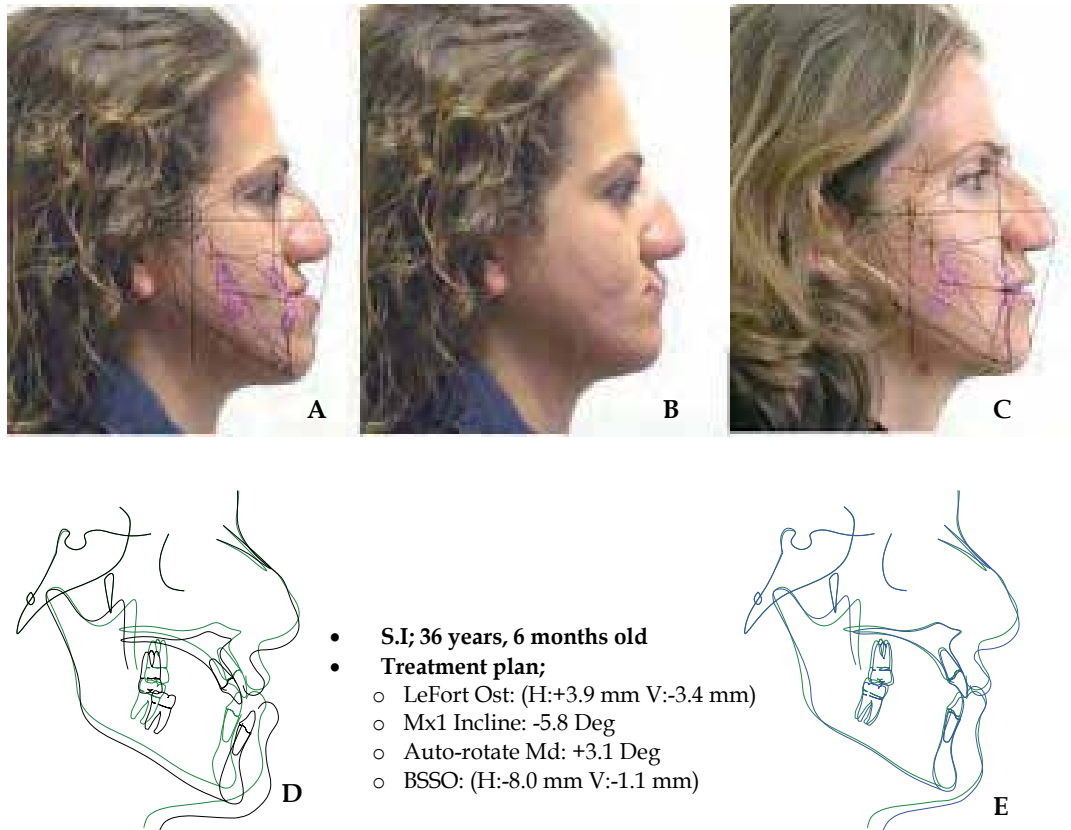 A
B
C
• S.I; 36 years, 6 months old
• Treatment plan;
o LeFort Ost: (H:+3.9 mm V:-3.4 mm)
o Mx1 Incline: -5.8 Deg
o Auto-rotate Md: +3.1 Deg
o BSSO: (H:-8.0 mm V:-1.1 mm)
D
E